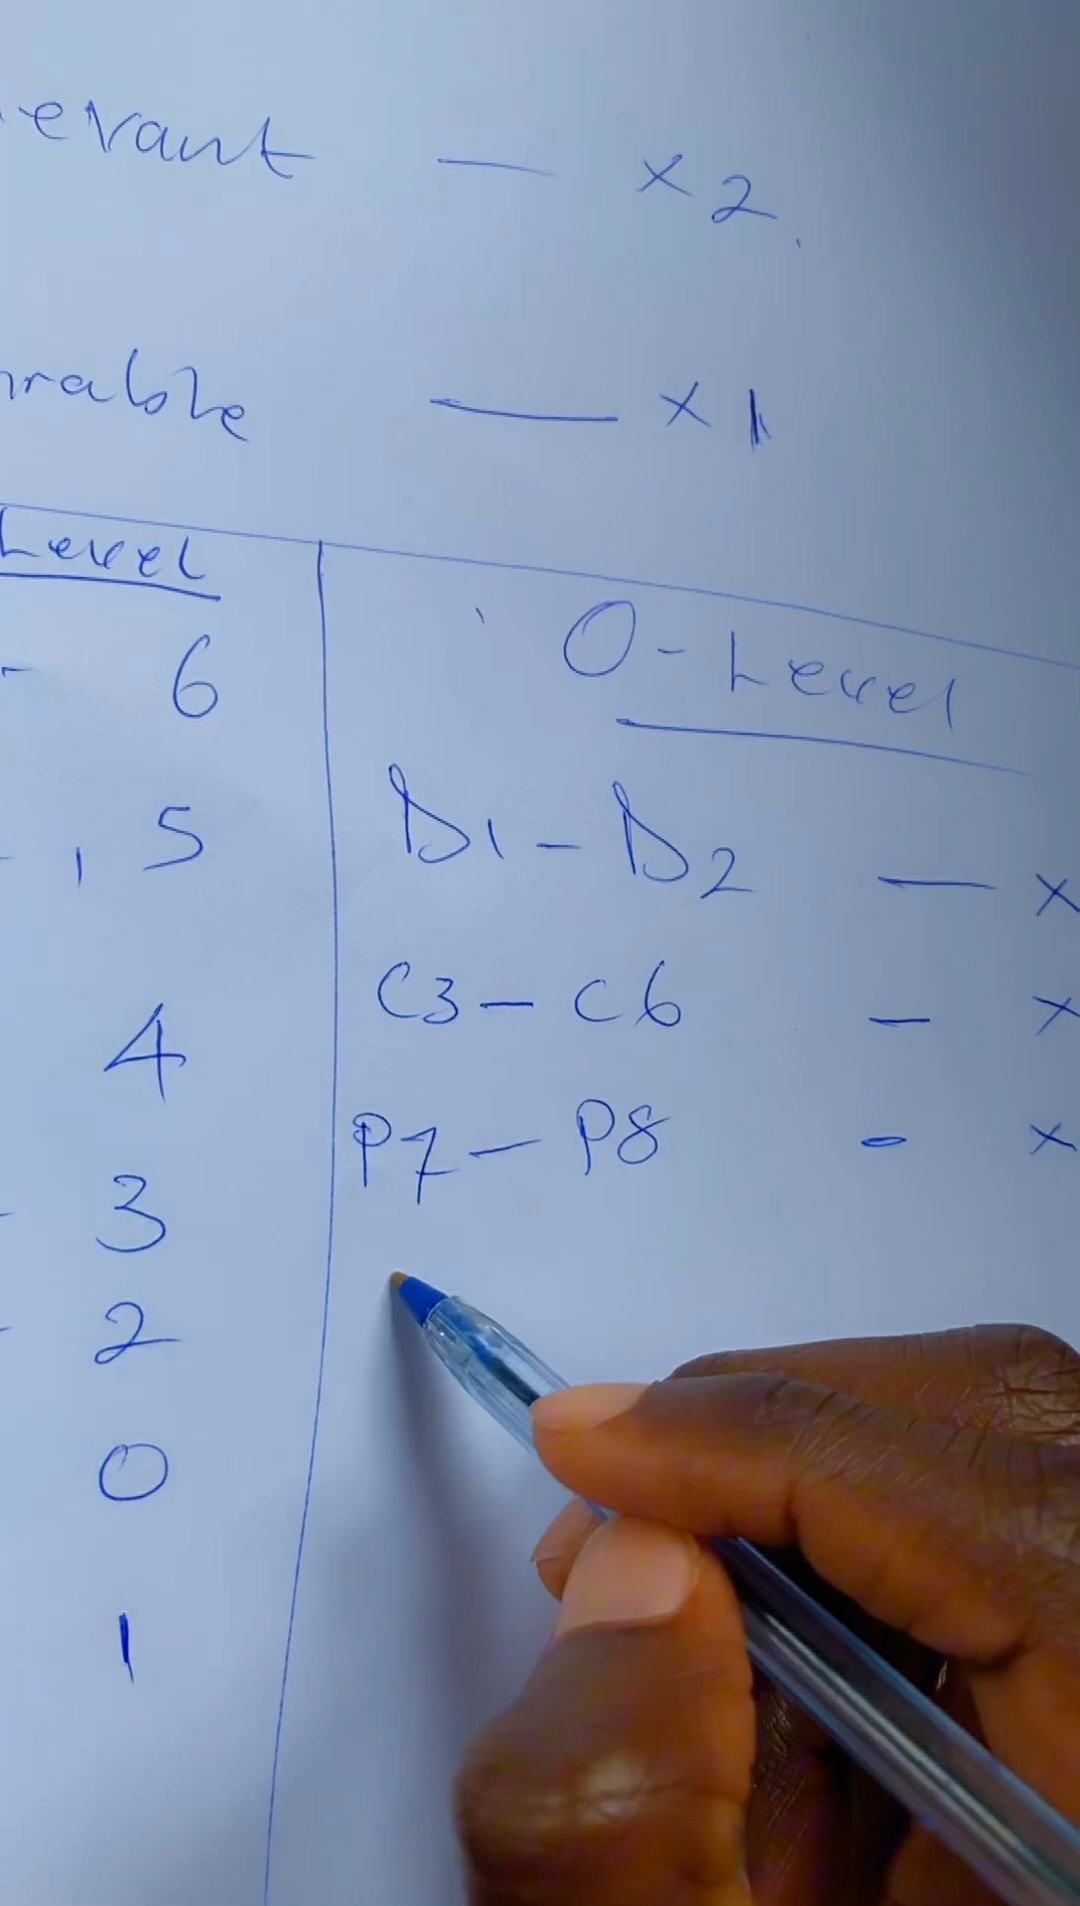 evant — x2
rable — x1
Level
- 6
- , 5
4
- 3
- 2
0
1
O-Level
D1-D2 — x
C3-C6 - x
P7-P8 - x